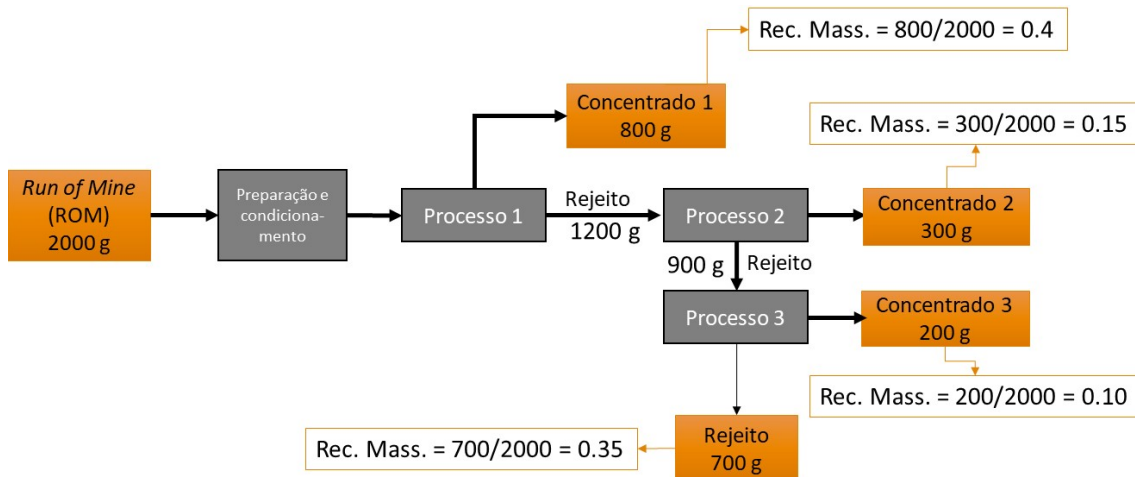 Rec. Mass. = 800/2000 = 0.4
Concentrado 1
800 g
Rec. Mass. = 300/2000 = 0.15
Run of Mine
(ROM)
2000 g
Preparação e
condiciona-
mento
Processo 1
Rejeito
1200 g
Processo 2
Concentrado 2
300 g
900 g
Rejeito
Processo 3
Concentrado 3
200 g
Rec. Mass. = 200/2000 = 0.10
Rec. Mass. = 700/2000 = 0.35
Rejeito
700 g